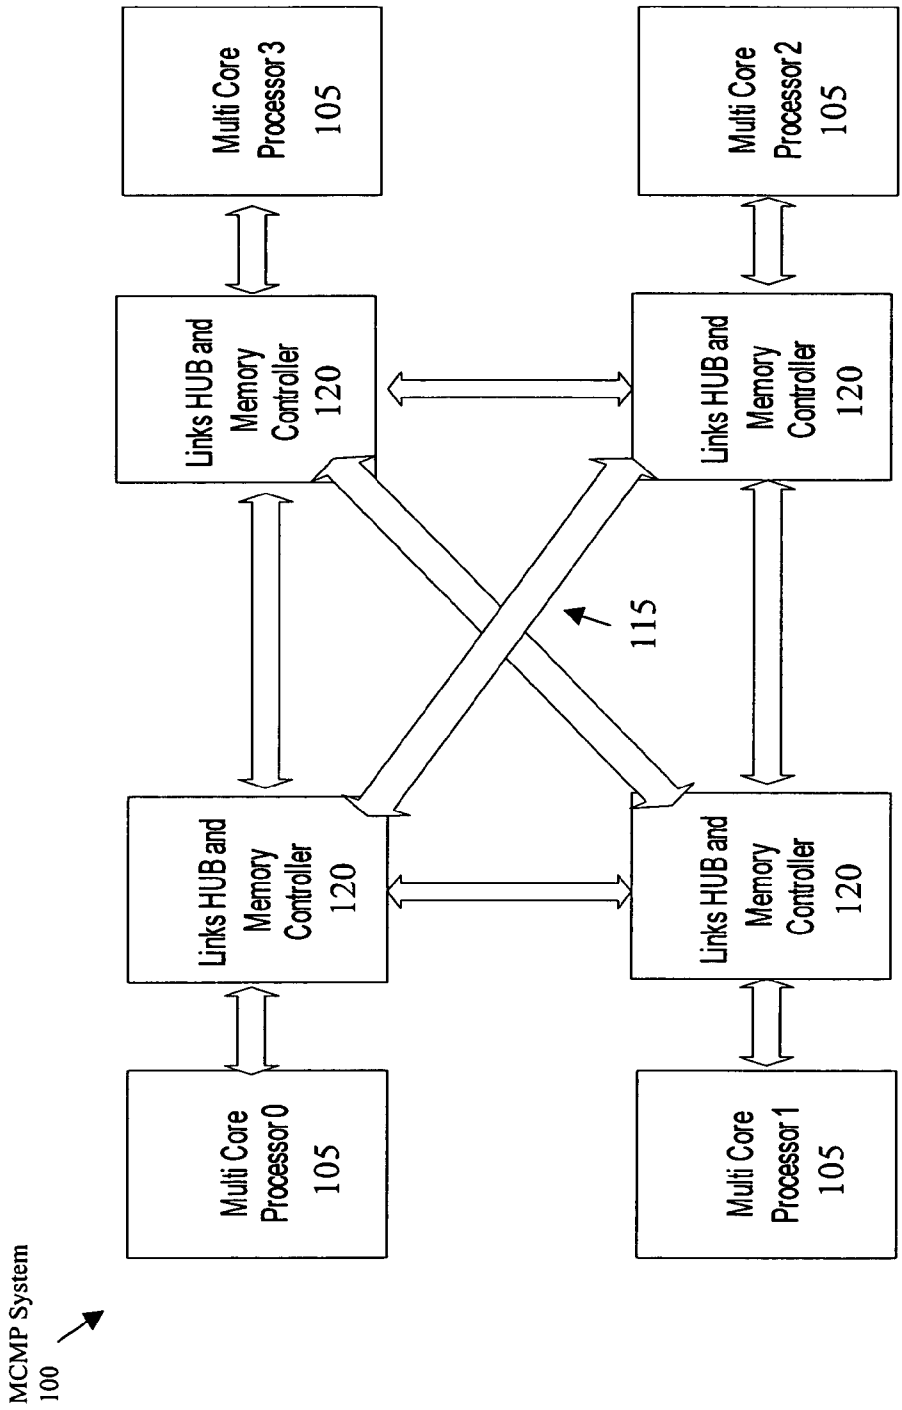 MCMP System
100
Multi Core
Processor 0
105
Links HUB and
Memory
Controller
120
Links HUB and
Memory
Controller
120
Multi Core
Processor 3
105
115
Multi Core
Processor 1
105
Links HUB and
Memory
Controller
120
Links HUB and
Memory
Controller
120
Multi Core
Processor 2
105